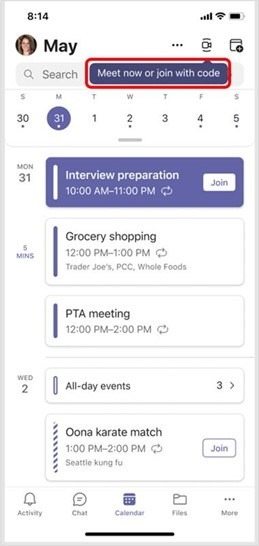 8:14
May
Search
Meet now or join with code
S M T W T F S
30 31 1 2 3 4 5
MON
31
Interview preparation
10:00 AM–11:00 PM
Join
5
MINS
Grocery shopping
12:00 PM–1:00 PM
Trader Joe's, PCC, Whole Foods
PTA meeting
12:00 PM–2:00 PM
WED
2
All-day events
3
Oona karate match
1:00 PM–2:00 PM
Seattle kung fu
Join
Activity
Chat
Calendar
Files
More